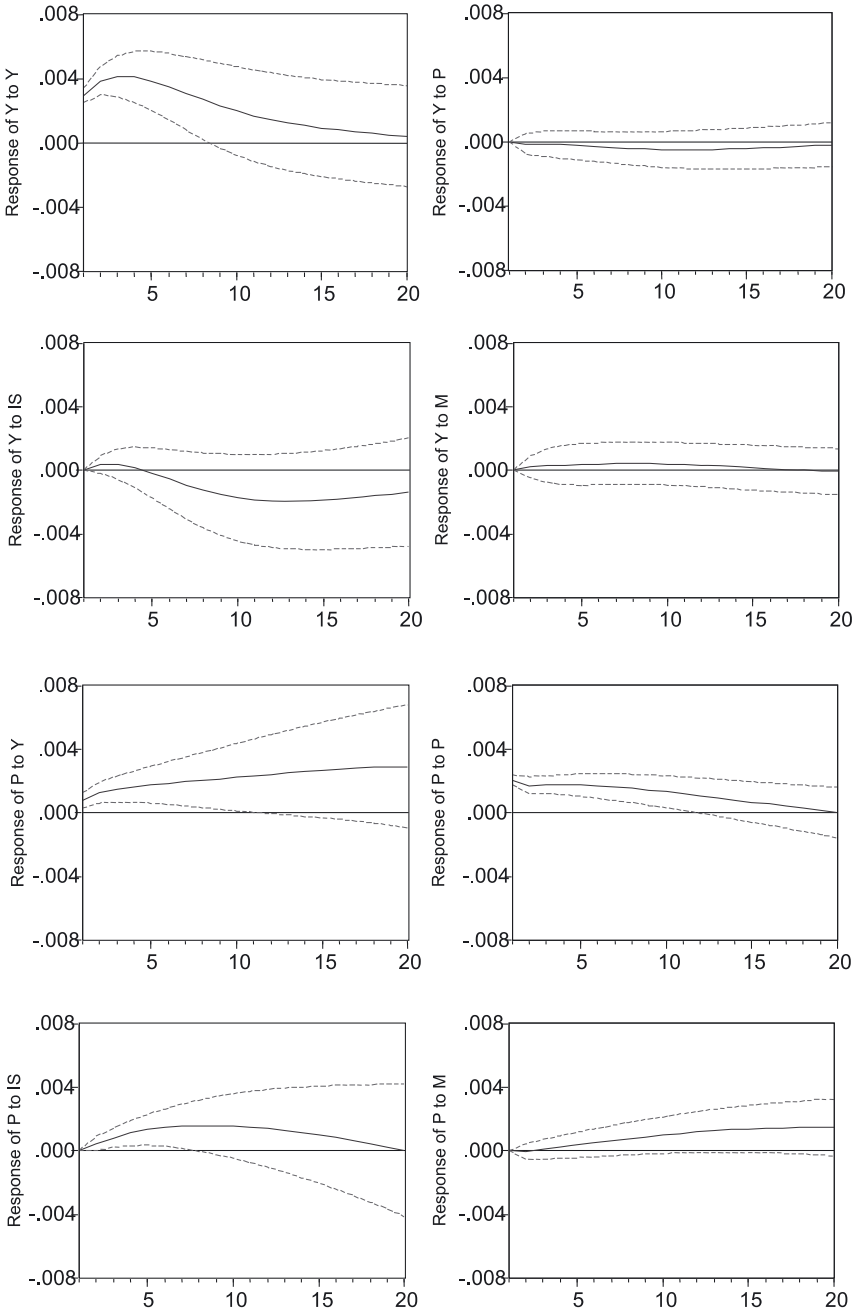 Response of Y to Y
.008
.004
.000
-.004
-.008
5 10 15 20
Response of Y to P
.008
.004
.000
-.004
-.008
5 10 15 20
Response of Y to IS
.008
.004
.000
-.004
-.008
5 10 15 20
Response of Y to M
.008
.004
.000
-.004
-.008
5 10 15 20
Response of P to Y
.008
.004
.000
-.004
-.008
5 10 15 20
Response of P to P
.008
.004
.000
-.004
-.008
5 10 15 20
Response of P to IS
.008
.004
.000
-.004
-.008
5 10 15 20
Response of P to M
.008
.004
.000
-.004
-.008
5 10 15 20